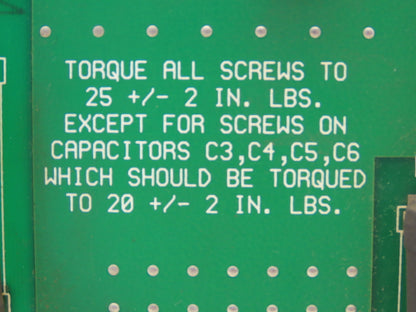 TORQUE ALL SCREWS TO
25 +/- 2 IN. LBS.
EXCEPT FOR SCREWS ON
CAPACITORS C3,C4,C5,C6
WHICH SHOULD BE TORQUED
TO 20 +/- 2 IN. LBS.